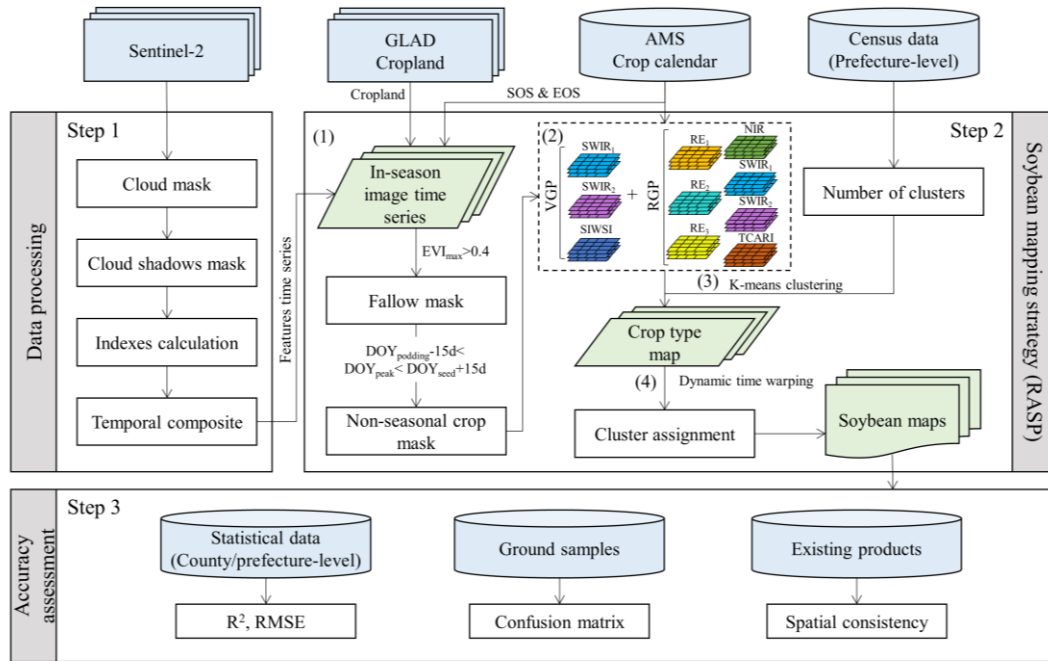 Sentinel-2
GLAD
Cropland
AMS
Crop calendar
Census data
(Prefecture-level)
Cropland
SOS & EOS
Data processing
Step 1
Cloud mask
Cloud shadows mask
Indexes calculation
Temporal composite
Features time series
Step 2
Soybean mapping
strategy (RASP)
(1)
In-season
image time
series
EVImax>0.4
Fallow mask
DOYpodding-15d<
DOYpeak< DOYseed+15d
Non-seasonal crop
mask
(2)
VGP
SWIR1
SWIR2
SIWSI
+
RGP
RE1
RE2
RE3
NIR
SWIR1
SWIR2
TCARI
Number of clusters
(3)
K-means clustering
Crop type
map
(4)
Dynamic time warping
Cluster assignment
Soybean maps
Accuracy
assessment
Step 3
Statistical data
(County/prefecture-level)
R², RMSE
Ground samples
Confusion matrix
Existing products
Spatial consistency